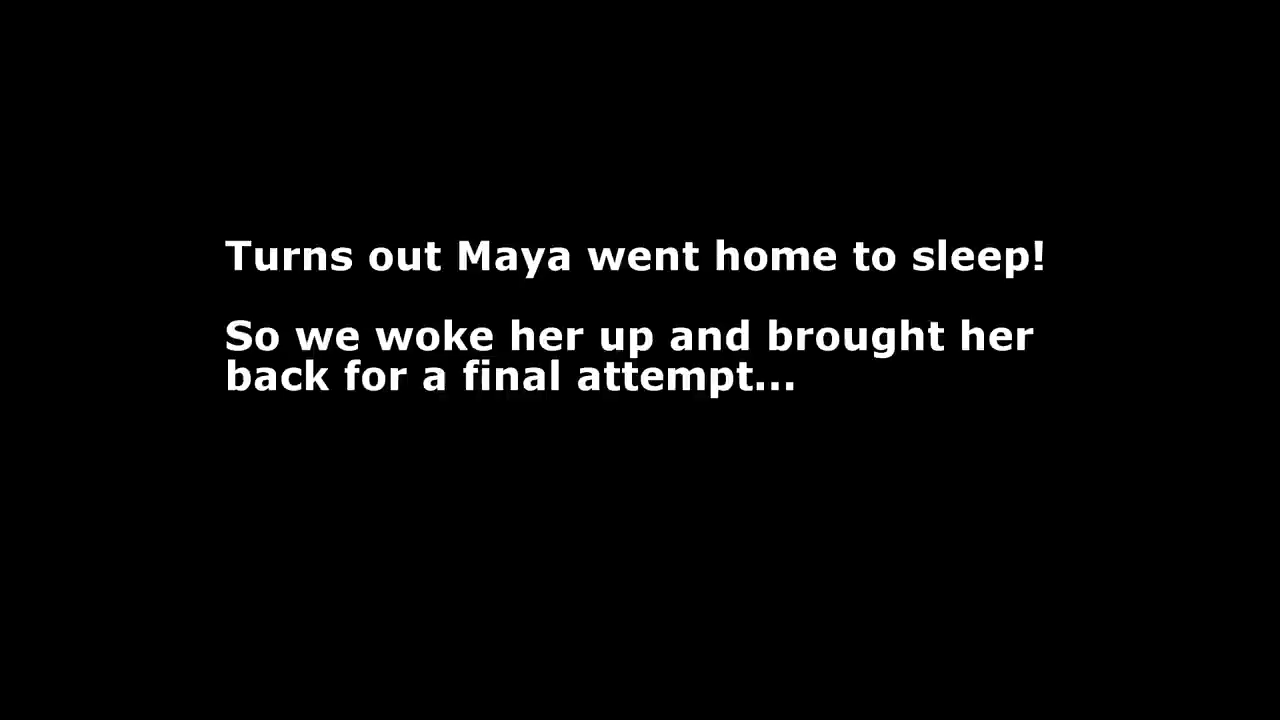 Turns out Maya went home to sleep!
So we woke her up and brought her
back for a final attempt...